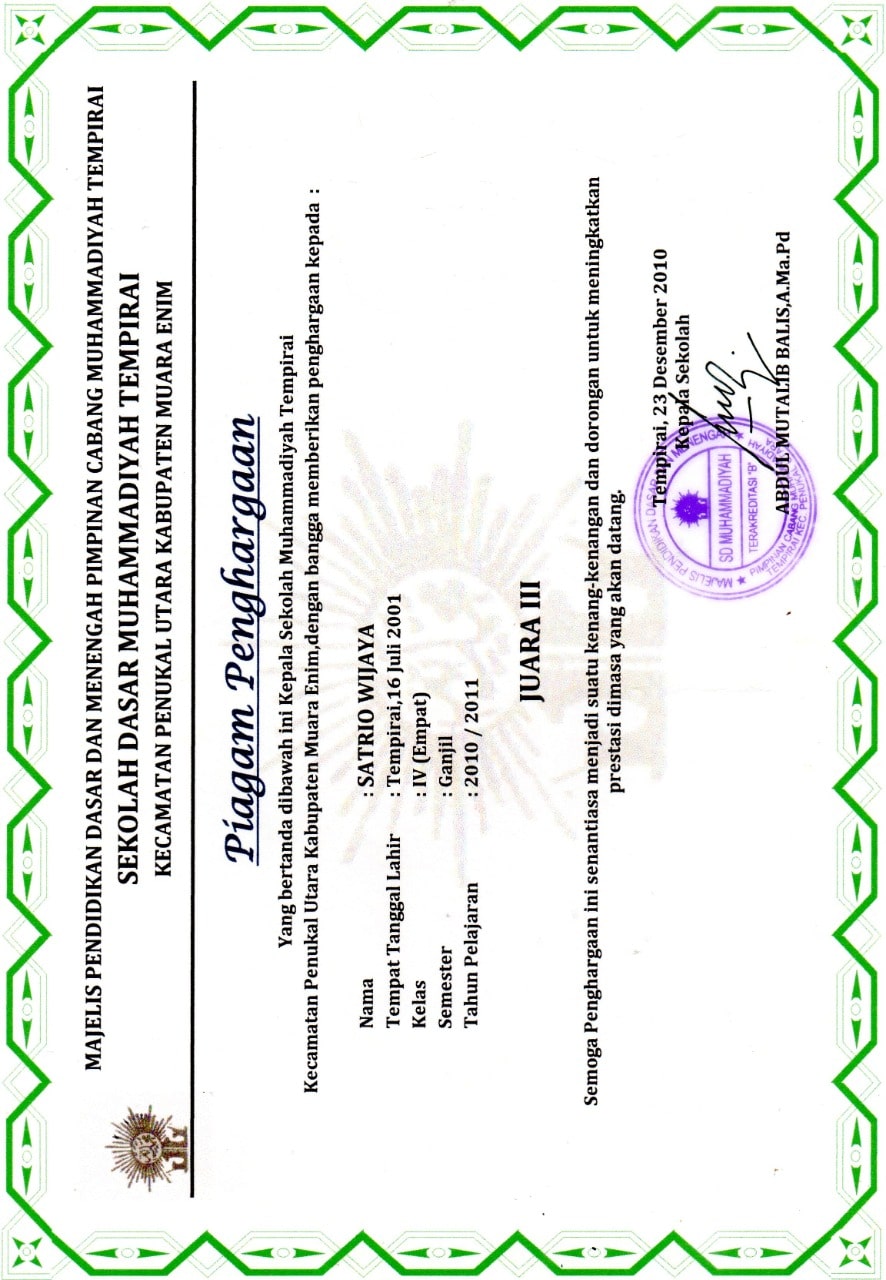 MAJELIS PENDIDIKAN DASAR DAN MENENGAH PIMPINAN CABANG MUHAMMADIYAH TEMPIRAI
SEKOLAH DASAR MUHAMMADIYAH TEMPIRAI
KECAMATAN PENUKAL UTARA KABUPATEN MUARA ENIM
Piagam Penghargaan
Yang bertanda dibawah ini Kepala Sekolah Muhammadiyah Tempirai
Kecamatan Penukal Utara Kabupaten Muara Enim,dengan bangga memberikan penghargaan kepada :
Nama : SATRIO WIJAYA
Tempat Tanggal Lahir : Tempirai,16 Juli 2001
Kelas : IV (Empat)
Semester : Ganjil
Tahun Pelajaran : 2010 / 2011
JUARA III
Semoga Penghargaan ini senantiasa menjadi suatu kenang-kenangan dan dorongan untuk meningkatkan
prestasi dimasa yang akan datang.
Tempirai, 23 Desember 2010
Kepala Sekolah
MAJELIS PENDIDIKAN DASAR DAN MENENGAH
SD MUHAMMADIYAH
TERAKREDITASI "B"
PIMPINAN CABANG MUHAMMADIYAH
TEMPIRAI KEC. PENUKAL UTARA
ABDUL MUTALIB BALIS,A.Ma.Pd